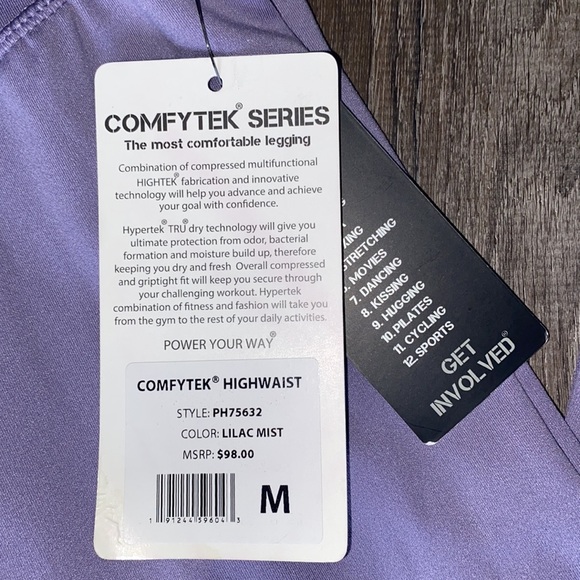 COMFYTEK® SERIES
The most comfortable legging
Combination of compressed multifunctional
HIGHTEK® fabrication and innovative
technology will help you advance and achieve
your goal with confidence.
Hypertek® TRU® dry technology will give you
ultimate protection from odor, bacterial
formation and moisture build up, therefore
keeping you dry and fresh Overall compressed
and griptight fit will keep you secure through
your challenging workout. Hypertek
combination of fitness and fashion will take you
from the gym to the rest of your daily activities.
POWER YOUR WAY®
COMFYTEK® HIGHWAIST
STYLE: PH75632
COLOR: LILAC MIST
MSRP: $98.00
1 91244 59604 3
M
STRETCHING
MOVIES
7. DANCING
8. KISSING
9. HUGGING
10. PILATES
11. CYCLING
12. SPORTS
GET
INVOLVED®